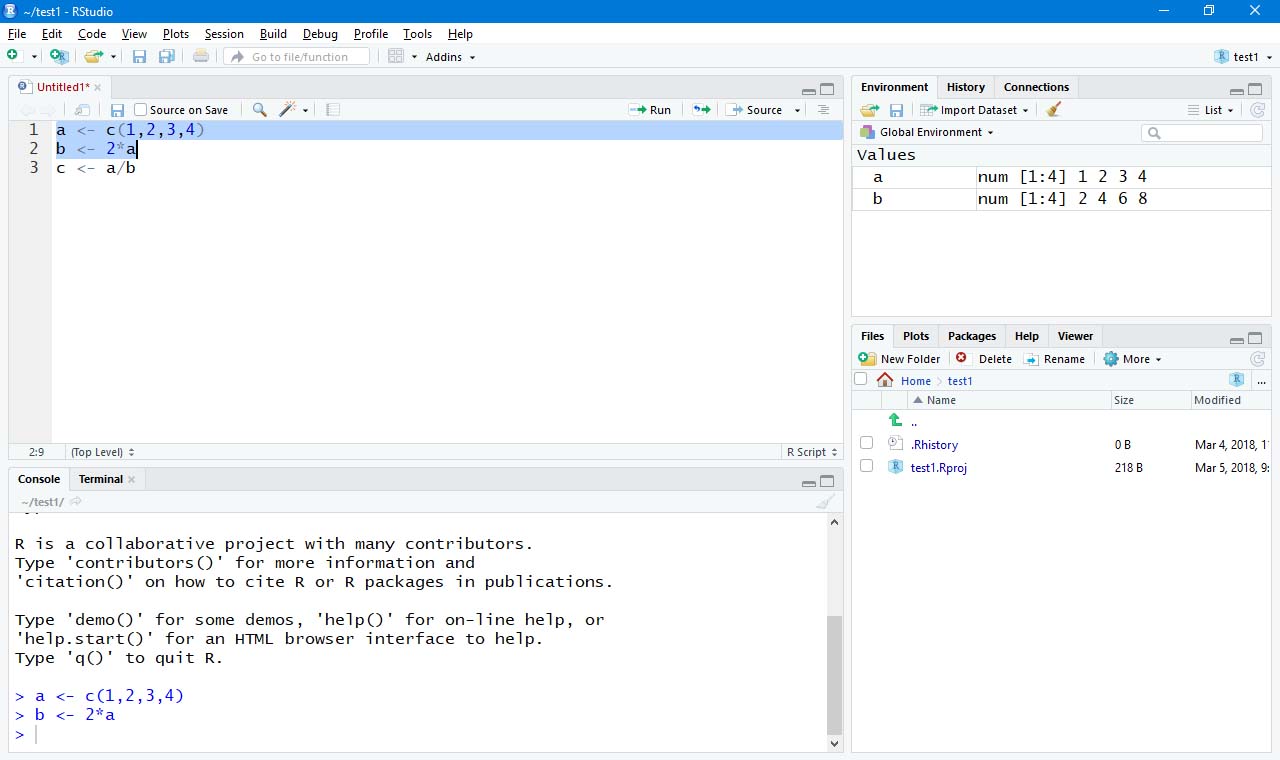 ~/test1 - RStudio
File Edit Code View Plots Session Build Debug Profile Tools Help
Go to file/function Addins test1
Untitled1*
Source on Save Run Source
1 a <- c(1,2,3,4)
2 b <- 2*a
3 c <- a/b
2:9 (Top Level) R Script
Console Terminal
~/test1/
R is a collaborative project with many contributors.
Type 'contributors()' for more information and
'citation()' on how to cite R or R packages in publications.
Type 'demo()' for some demos, 'help()' for on-line help, or
'help.start()' for an HTML browser interface to help.
Type 'q()' to quit R.
> a <- c(1,2,3,4)
> b <- 2*a
>
Environment History Connections
Import Dataset List
Global Environment
Values
a num [1:4] 1 2 3 4
b num [1:4] 2 4 6 8
Files Plots Packages Help Viewer
New Folder Delete Rename More
Home test1 ...
Name Size Modified
..
.Rhistory 0 B Mar 4, 2018, 1
test1.Rproj 218 B Mar 5, 2018, 9: